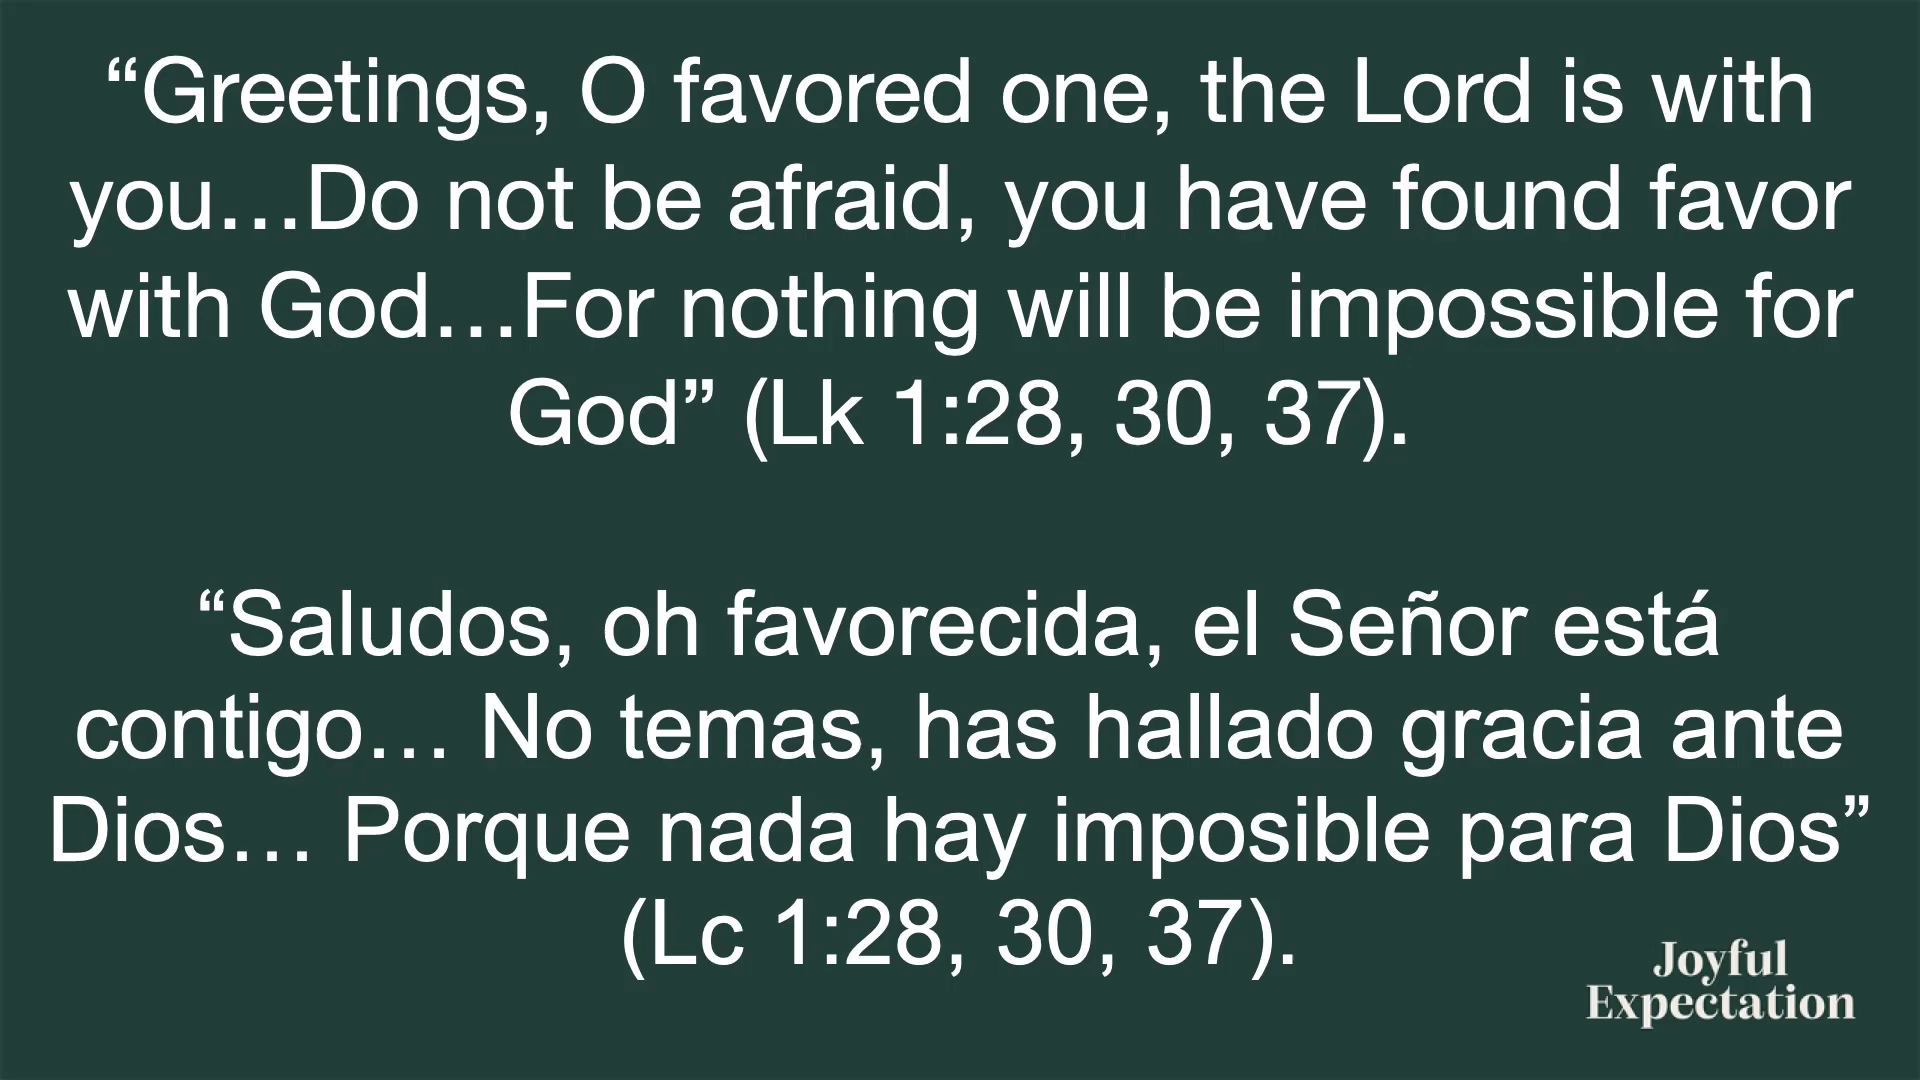 “Greetings, O favored one, the Lord is with
you…Do not be afraid, you have found favor
with God…For nothing will be impossible for
God” (Lk 1:28, 30, 37).
“Saludos, oh favorecida, el Señor está
contigo… No temas, has hallado gracia ante
Dios… Porque nada hay imposible para Dios”
(Lc 1:28, 30, 37).
Joyful
Expectation